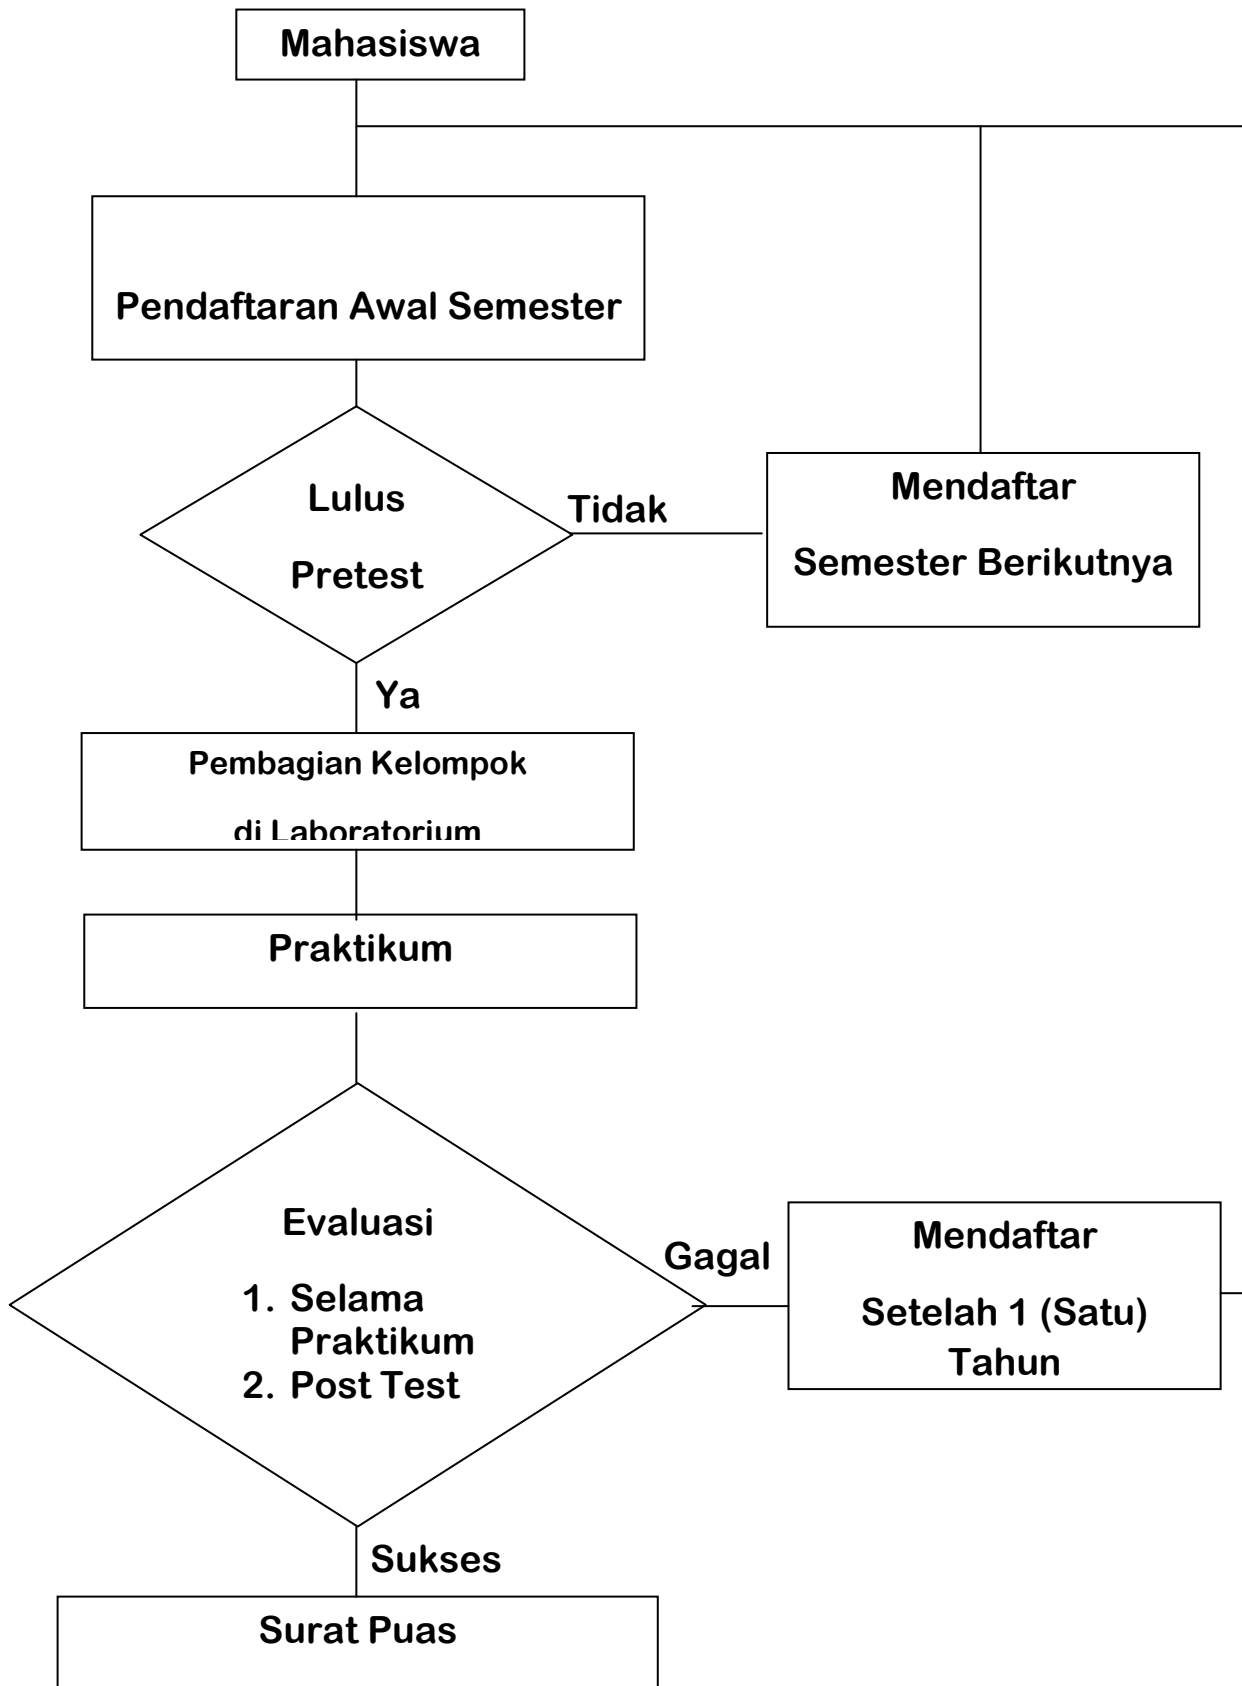 Mahasiswa
Pendaftaran Awal Semester
Lulus
Pretest
Tidak
Mendaftar
Semester Berikutnya
Ya
Pembagian Kelompok
di Laboratorium
Praktikum
Evaluasi
1. Selama
Praktikum
2. Post Test
Gagal
Mendaftar
Setelah 1 (Satu)
Tahun
Sukses
Surat Puas